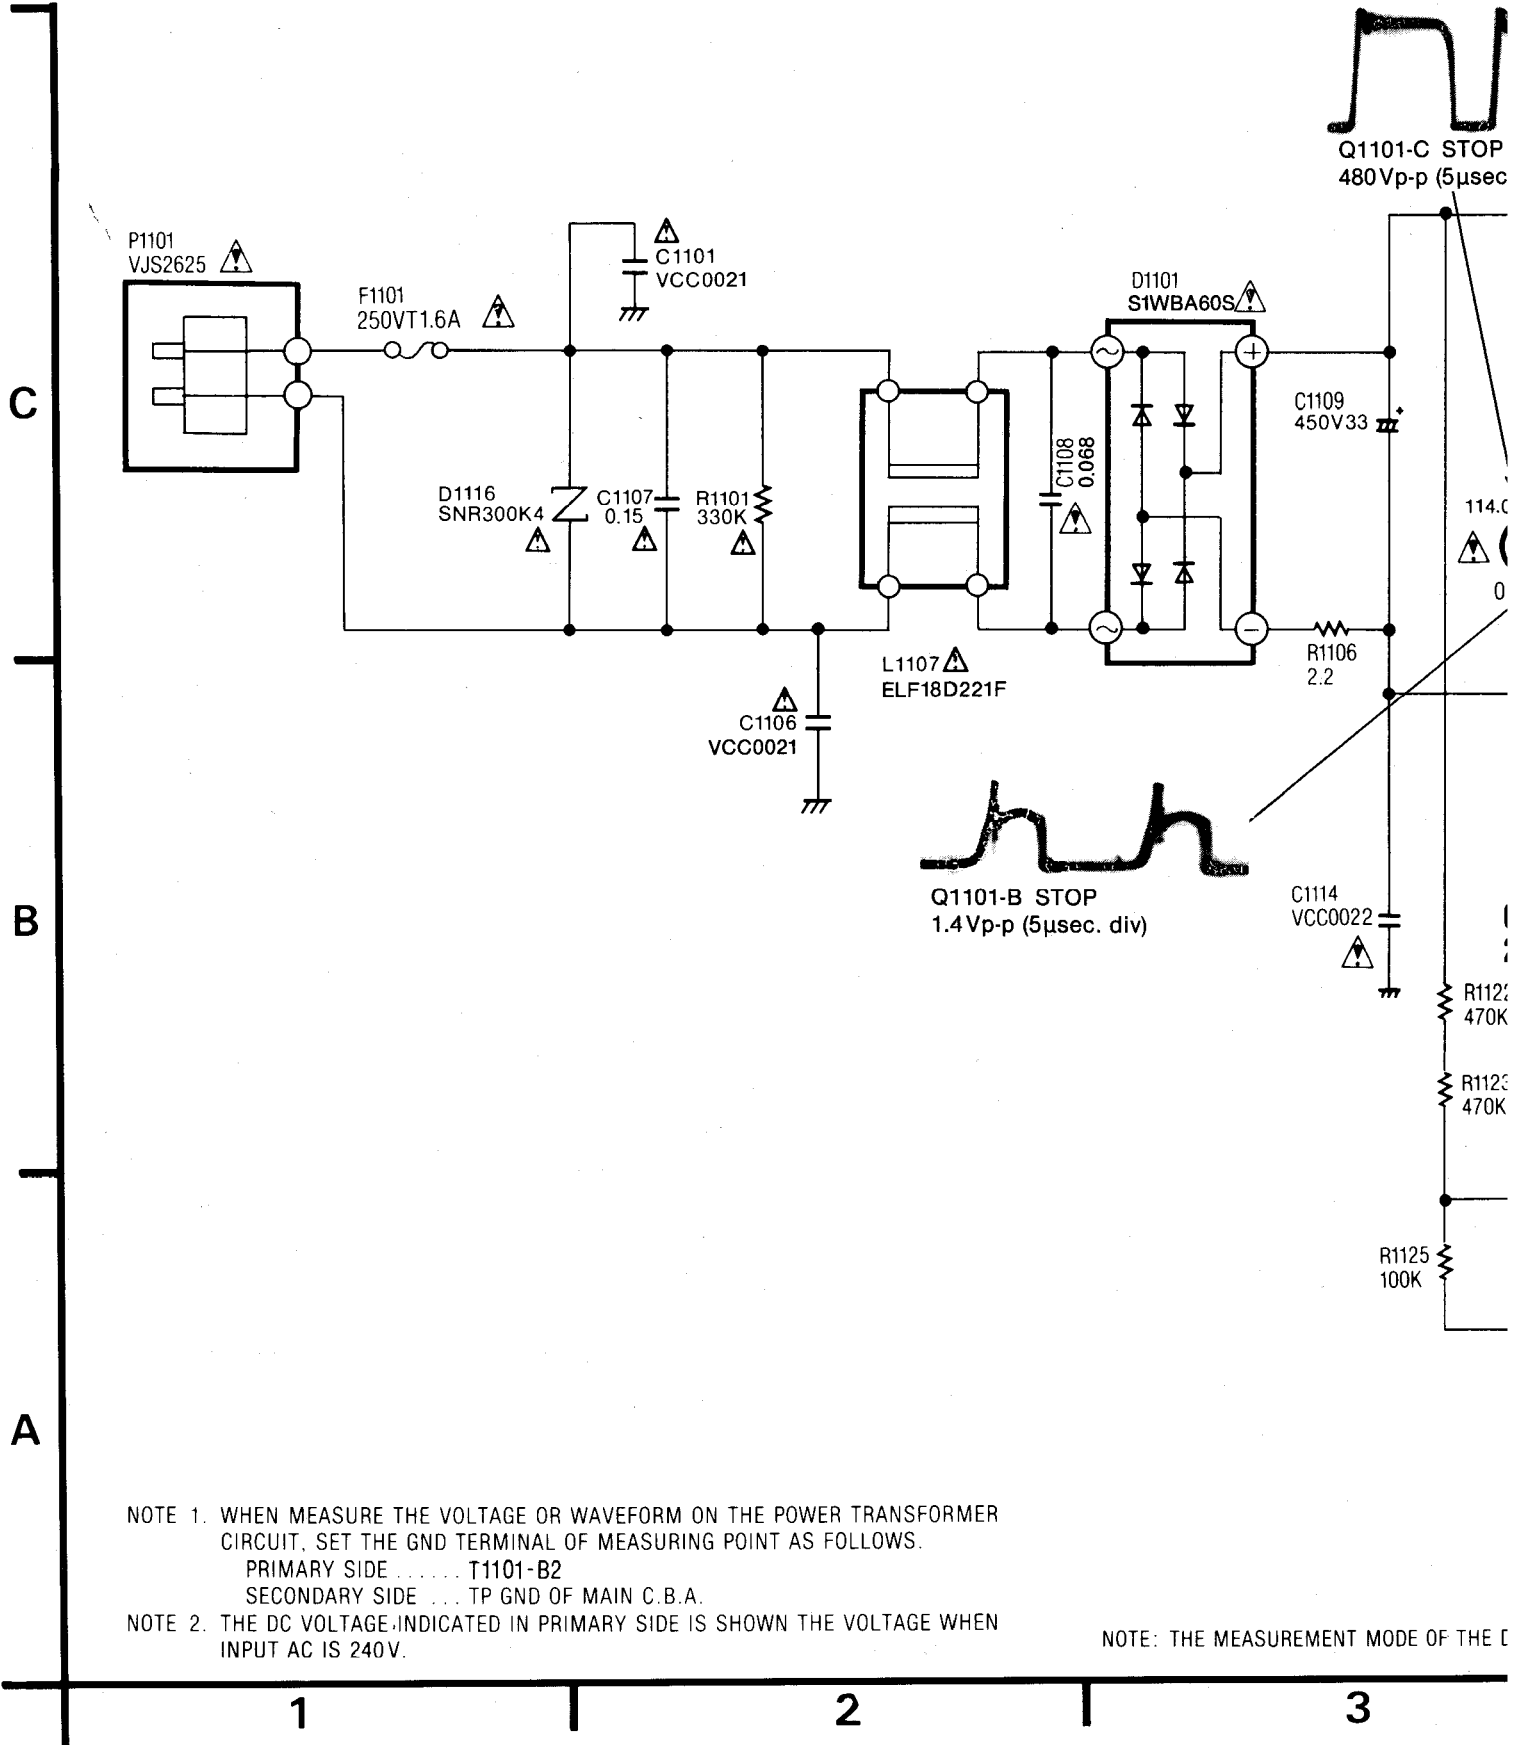 Q1101-C STOP
480Vp-p (5µsec
P1101
VJS2625
F1101
250VT1.6A
C1101
VCC0021
D1101
S1WBA60S
C
C1109
450V33
C1108
0.068
D1116
SNR300K4
C1107
0.15
R1101
330K
114.0
0
R1106
2.2
L1107
ELF18D221F
C1106
VCC0021
Q1101-B STOP
1.4Vp-p (5µsec. div)
C1114
VCC0022
B
R1122
470K
R1123
470K
R1125
100K
A
NOTE 1. WHEN MEASURE THE VOLTAGE OR WAVEFORM ON THE POWER TRANSFORMER
CIRCUIT, SET THE GND TERMINAL OF MEASURING POINT AS FOLLOWS.
PRIMARY SIDE ...... T1101-B2
SECONDARY SIDE ... TP GND OF MAIN C.B.A.
NOTE 2. THE DC VOLTAGE INDICATED IN PRIMARY SIDE IS SHOWN THE VOLTAGE WHEN
INPUT AC IS 240V.
NOTE: THE MEASUREMENT MODE OF THE
1
2
3